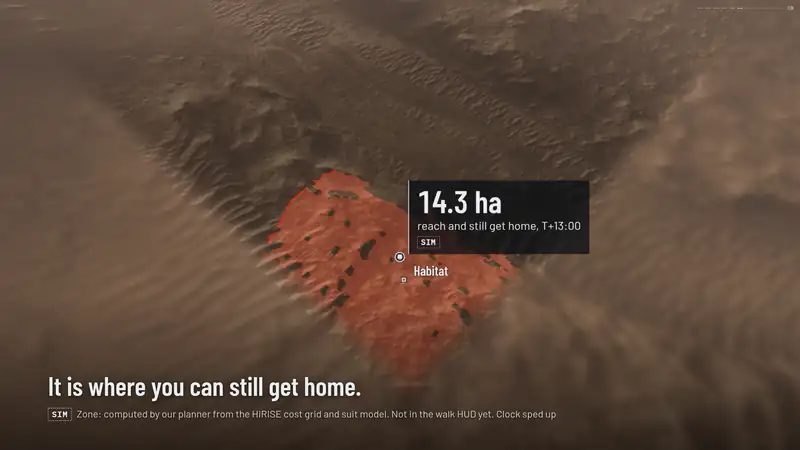 14.3 ha
reach and still get home, T+13:00
SIM
Habitat
It is where you can still get home.
SIM Zone: computed by our planner from the HiRISE cost grid and suit model. Not in the walk HUD yet. Clock sped up